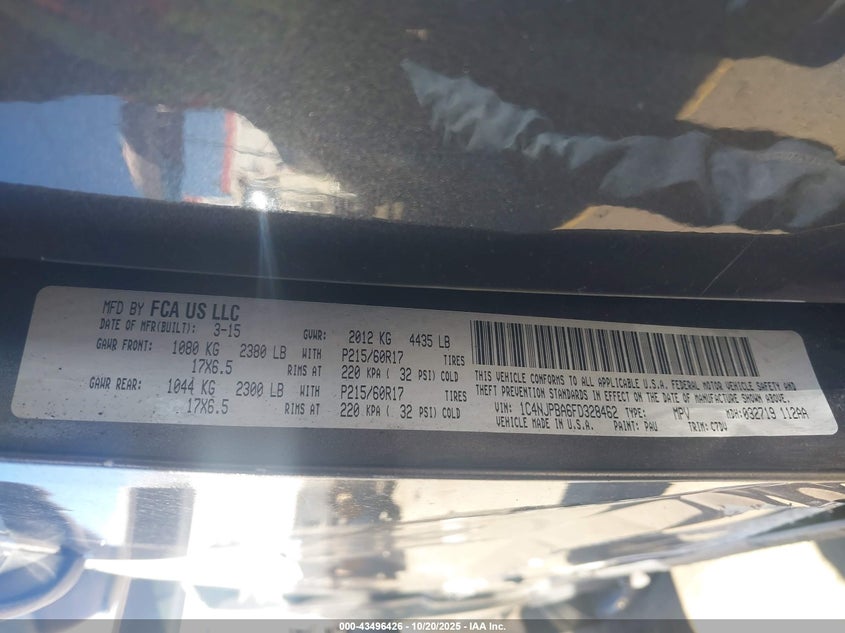 MFD BY FCA US LLC
DATE OF MFR(BUILT): 3-15 GVWR: 2012 KG 4435 LB
GAWR FRONT: 1080 KG 2380 LB WITH P215/60R17 TIRES
17X6.5 RIMS AT 220 KPA ( 32 PSI) COLD
GAWR REAR: 1044 KG 2300 LB WITH P215/60R17 TIRES
17X6.5 RIMS AT 220 KPA ( 32 PSI) COLD
THIS VEHICLE CONFORMS TO ALL APPLICABLE U.S.A. FEDERAL MOTOR VEHICLE SAFETY AND
THEFT PREVENTION STANDARDS IN EFFECT ON THE DATE OF MANUFACTURE SHOWN ABOVE.
VIN: 1C4NJPBA6FD328462 TYPE: MPV MDH: 032719 112AA
VEHICLE MADE IN U.S.A. PAINT: PAU TRIM: C7DV
000-43496426 - 10/20/2025 - IAA Inc.